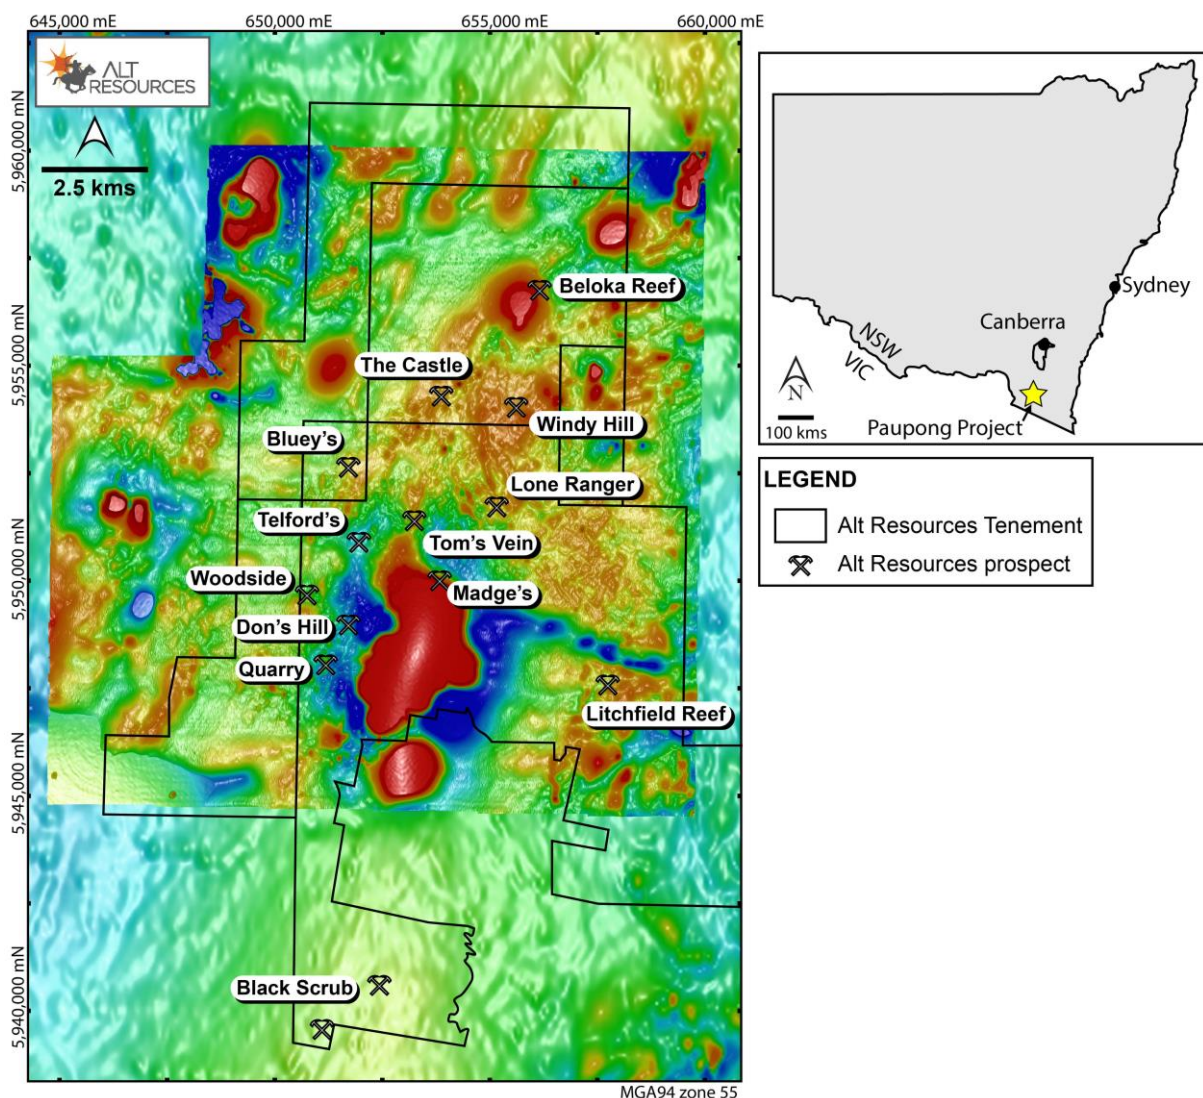 645,000 mE
650,000 mE
655,000 mE
660,000 mE
ALT
RESOURCES
2.5 kms
5,960,000 mN
5,955,000 mN
5,950,000 mN
5,945,000 mN
5,940,000 mN
Beloka Reef
The Castle
Windy Hill
Bluey's
Lone Ranger
Telford's
Tom's Vein
Woodside
Madge's
Don's Hill
Quarry
Litchfield Reef
Black Scrub
MGA94 zone 55
Sydney
Canberra
NSW
VIC
N
100 kms
Paupong Project
LEGEND
Alt Resources Tenement
Alt Resources prospect